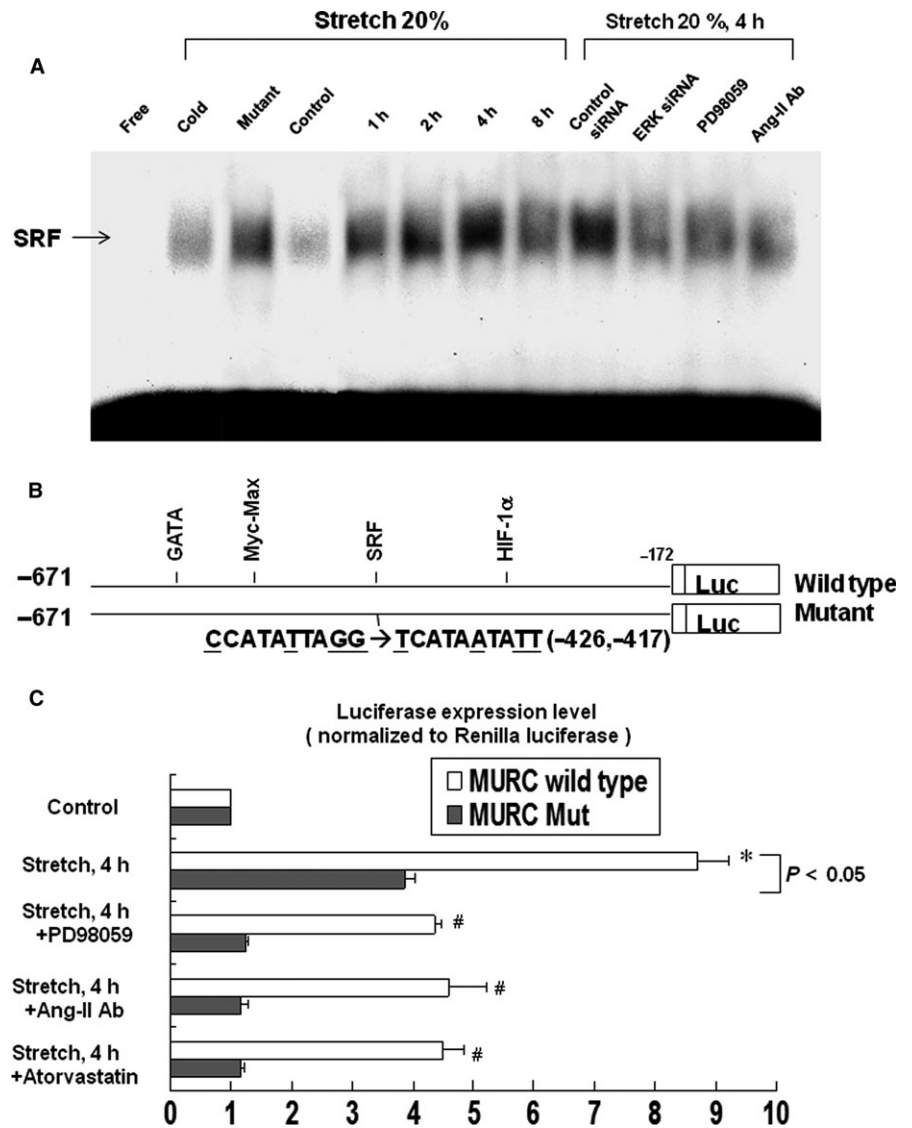 Stretch 20%
Stretch 20 %, 4 h
A
Free
Cold
Mutant
Control
1 h
2 h
4 h
8 h
Control
siRNA
ERK siRNA
PD98059
Ang-II Ab
SRF →
B
GATA
Myc-Max
SRF
HIF-1α
–172
–671
Luc
Wild type
–671
Luc
Mutant
CCATATTAGG→TCATAATATT (–426, –417)
C
Luciferase expression level
( normalized to Renilla luciferase )
MURC wild type
MURC Mut
Control
Stretch, 4 h
*
P < 0.05
Stretch, 4 h
+PD98059
#
Stretch, 4 h
+Ang-II Ab
#
Stretch, 4 h
+Atorvastatin
#
0 1 2 3 4 5 6 7 8 9 10